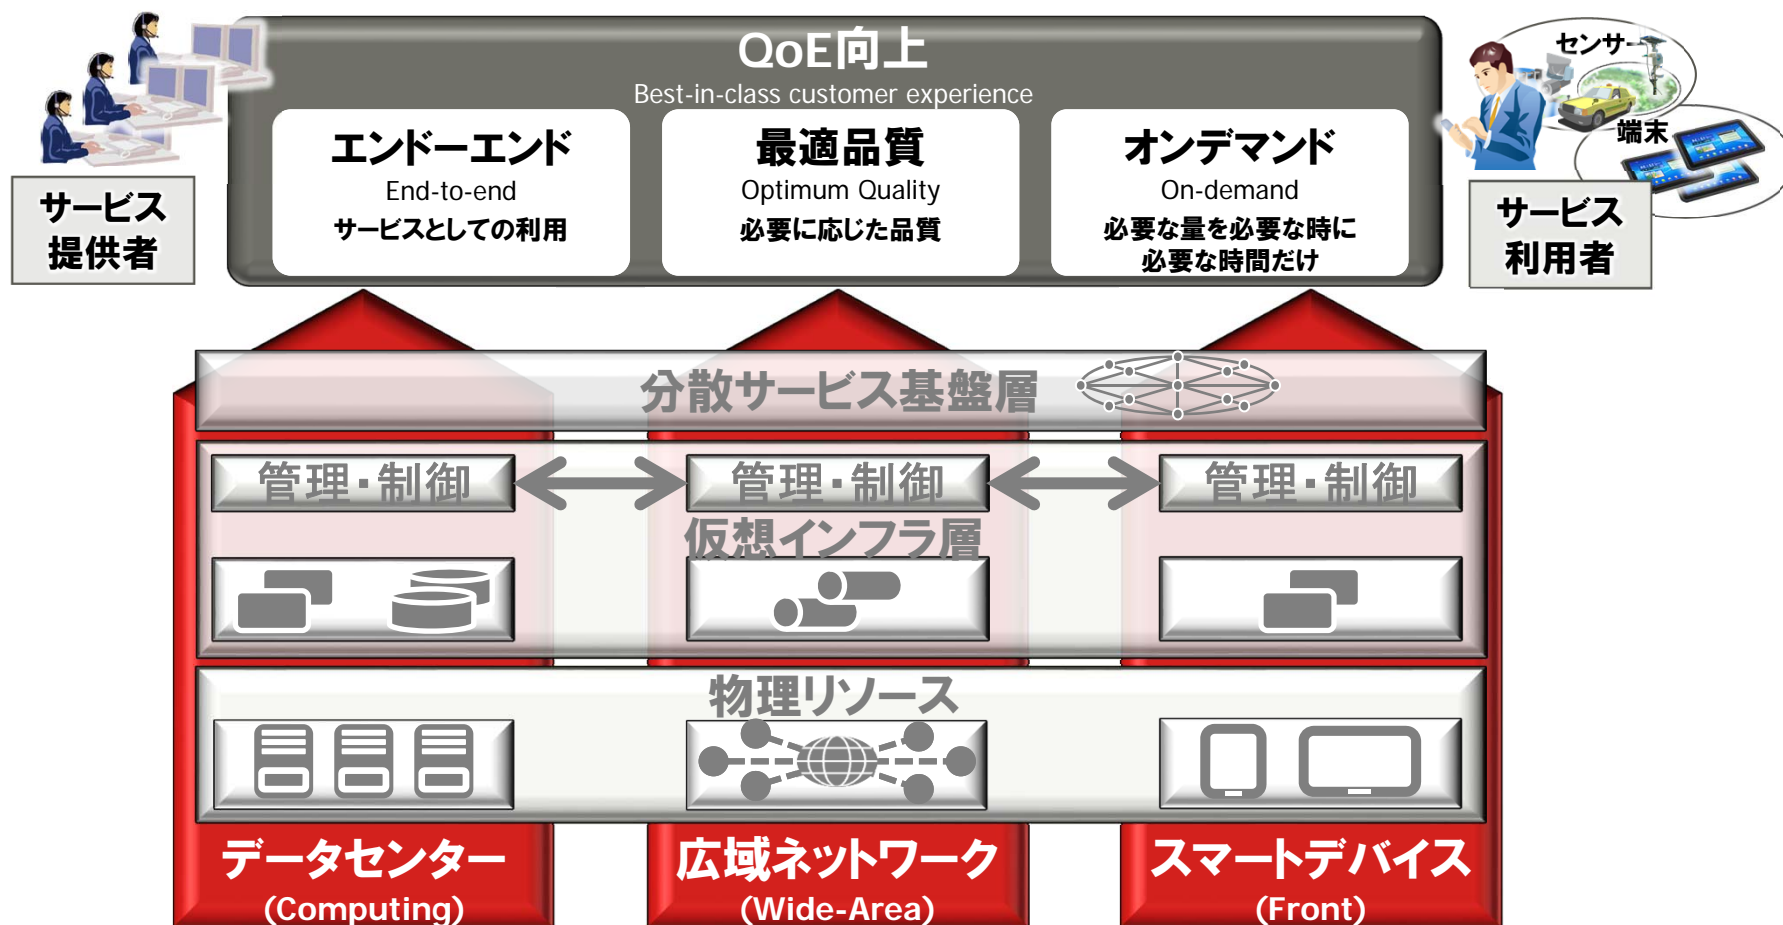 QoE向上
Best-in-class customer experience
エンドーエンド
End-to-end
サービスとしての利用
最適品質
Optimum Quality
必要に応じた品質
オンデマンド
On-demand
必要な量を必要な時に
必要な時間だけ
サービス
提供者
センサー
端末
サービス
利用者
分散サービス基盤層
管理・制御
管理・制御
管理・制御
仮想インフラ層
物理リソース
データセンター
(Computing)
広域ネットワーク
(Wide-Area)
スマートデバイス
(Front)